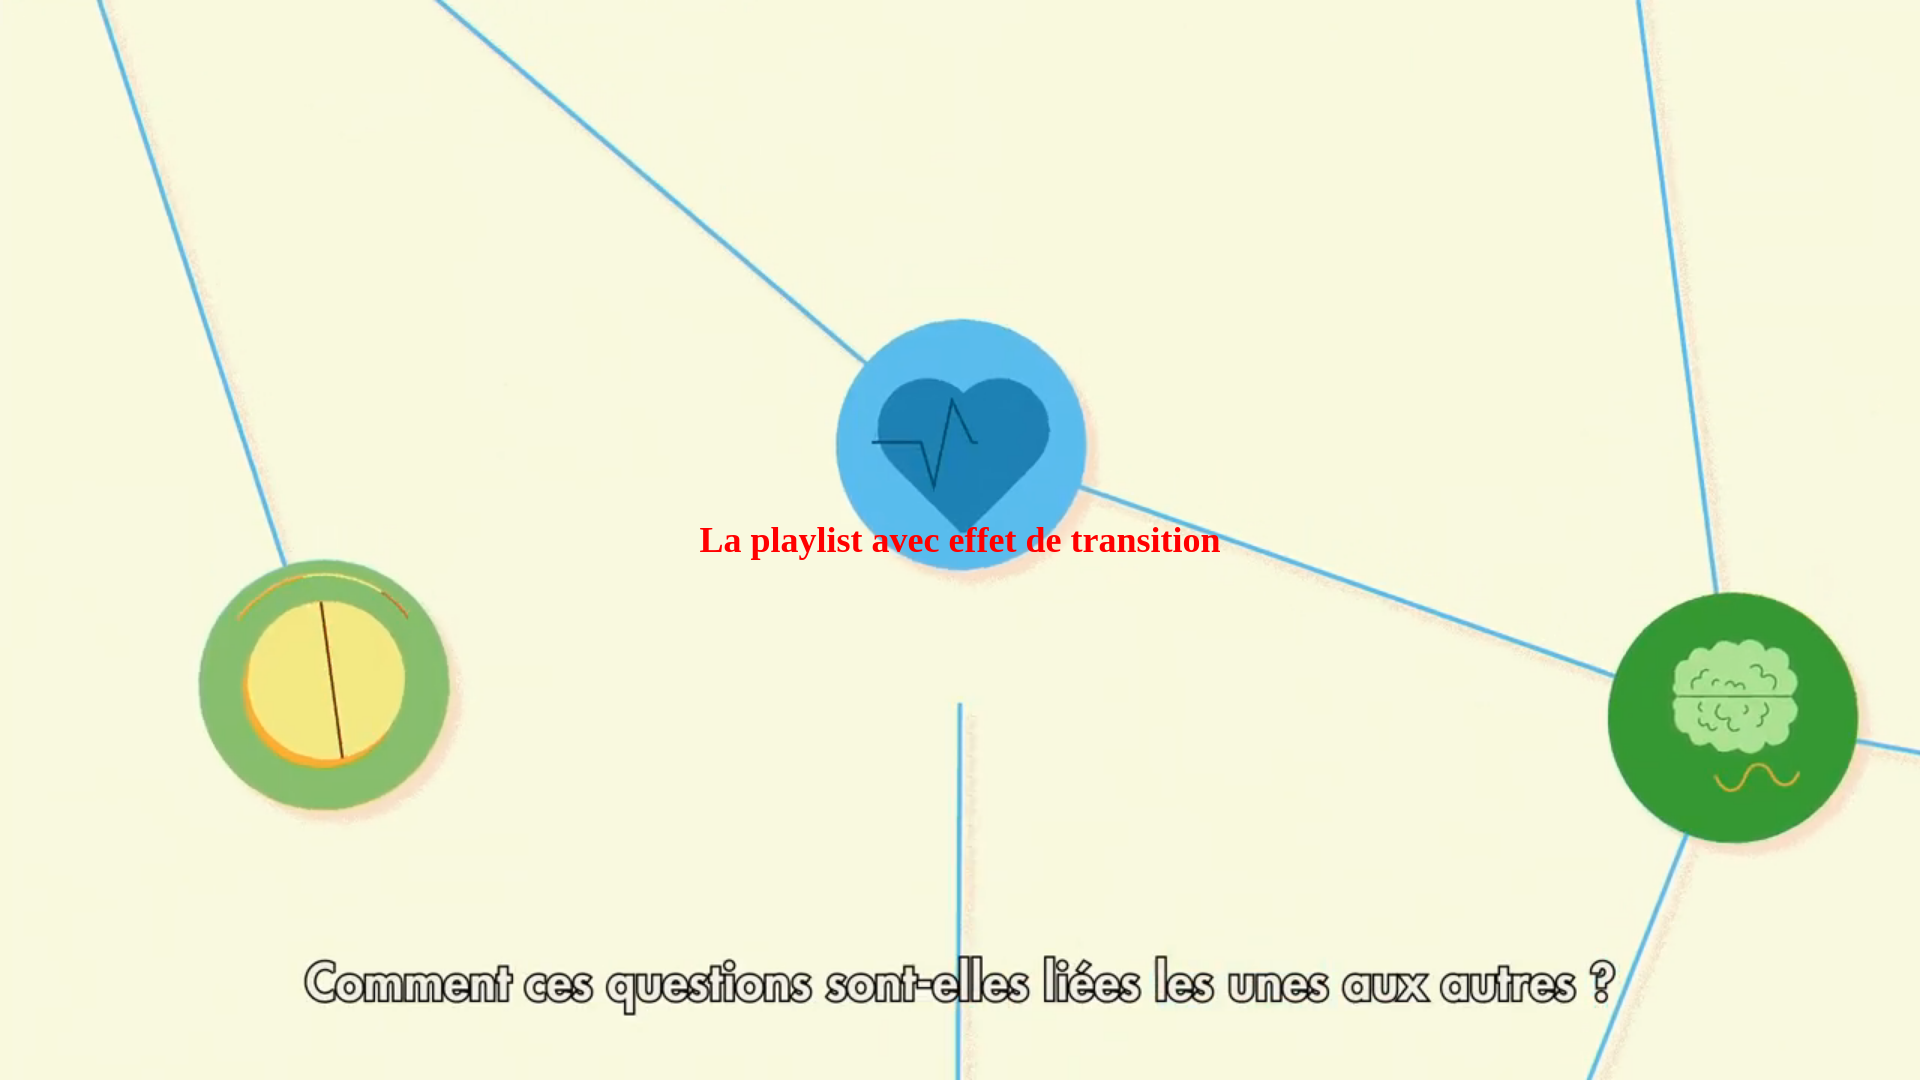 La playlist avec effet de transition
Comment ces questions sont-elles liées les unes aux autres ?